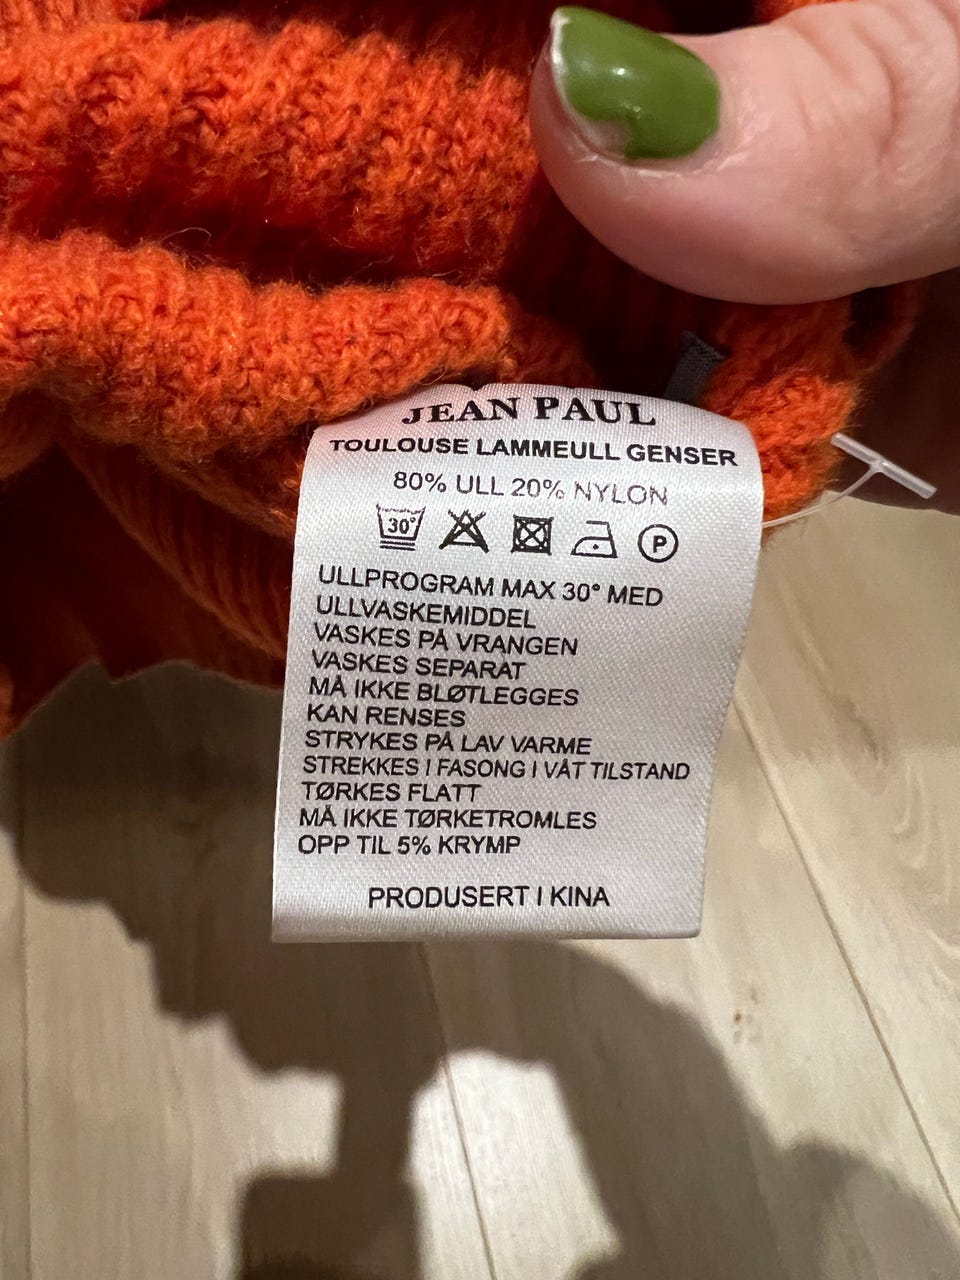 JEAN PAUL
TOULOUSE LAMMEULL GENSER
80% ULL 20% NYLON
30° P
ULLPROGRAM MAX 30° MED
ULLVASKEMIDDEL
VASKES PÅ VRANGEN
VASKES SEPARAT
MÅ IKKE BLØTLEGGES
KAN RENSES
STRYKES PÅ LAV VARME
STREKKES I FASONG I VÅT TILSTAND
TØRKES FLATT
MÅ IKKE TØRKETROMLES
OPP TIL 5% KRYMP
PRODUSERT I KINA